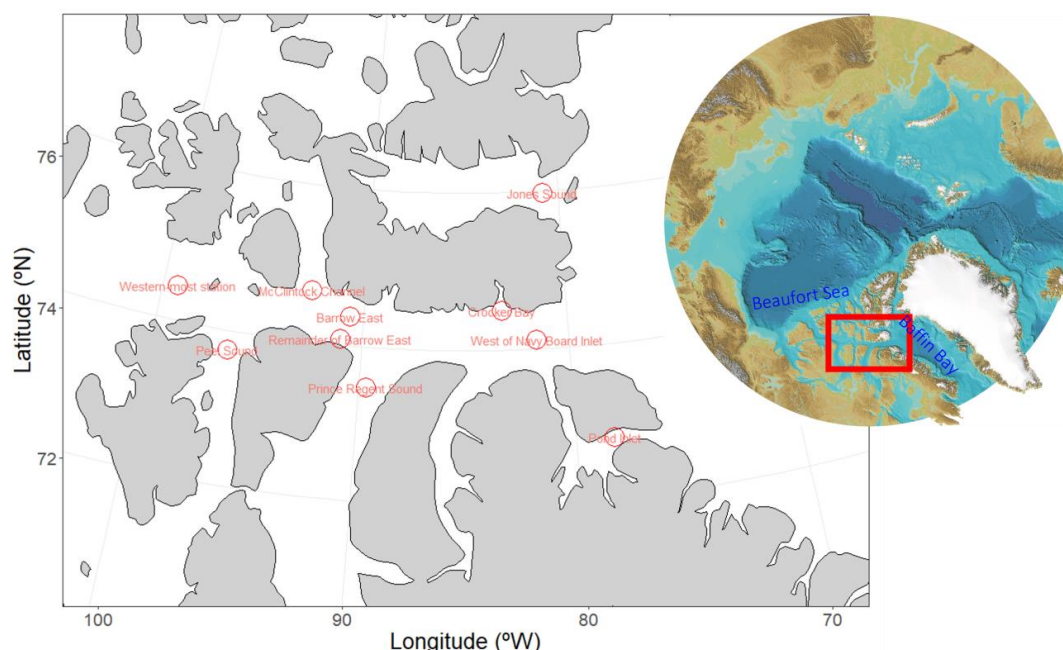 76
74
72
Latitude (ºN)
Jones Sound
Western-most station
McClintock Channel
Crocker Bay
Barrow East
Remainder of Barrow East
West of Navy Board Inlet
Peel Sound
Prince Regent Sound
Pond Inlet
100
90
80
70
Longitude (ºW)
Beaufort Sea
Baffin Bay